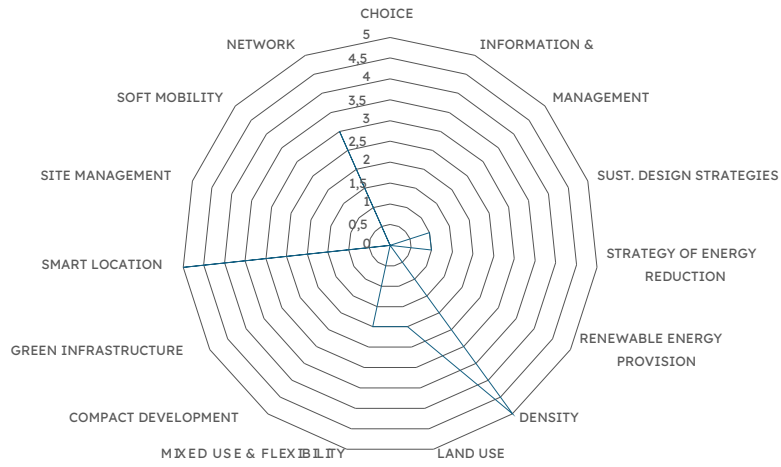 CHOICE
5
NETWORK
INFORMATION &
4,5
4
SOFT MOBILITY
MANAGEMENT
3,5
3
2,5
2
SITE MANAGEMENT
SUST. DESIGN STRATEGIES
1,5
1
0,5
0
SMART LOCATION
STRATEGY OF ENERGY
REDUCTION
GREEN INFRASTRUCTURE
RENEWABLE ENERGY
PROVISION
COMPACT DEVELOPMENT
DENSITY
MIXED USE & FLEXIBILITY
LAND USE